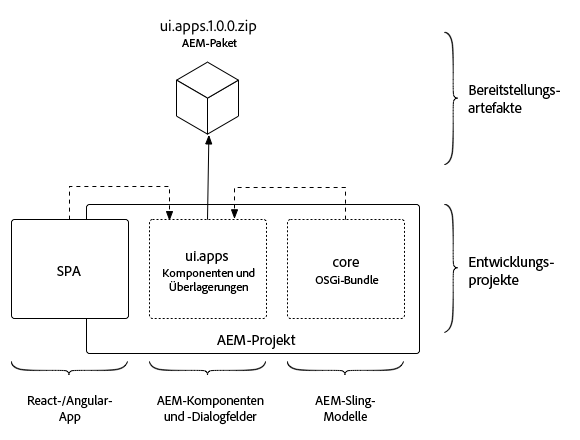 ui.apps.1.0.0.zip
AEM-Paket
Bereitstellungs-
artefakte
SPA
ui.apps
Komponenten und
Überlagerungen
core
OSGi-Bundle
AEM-Projekt
Entwicklungs-
projekte
React-/Angular-
App
AEM-Komponenten
und -Dialogfelder
AEM-Sling-
Modelle